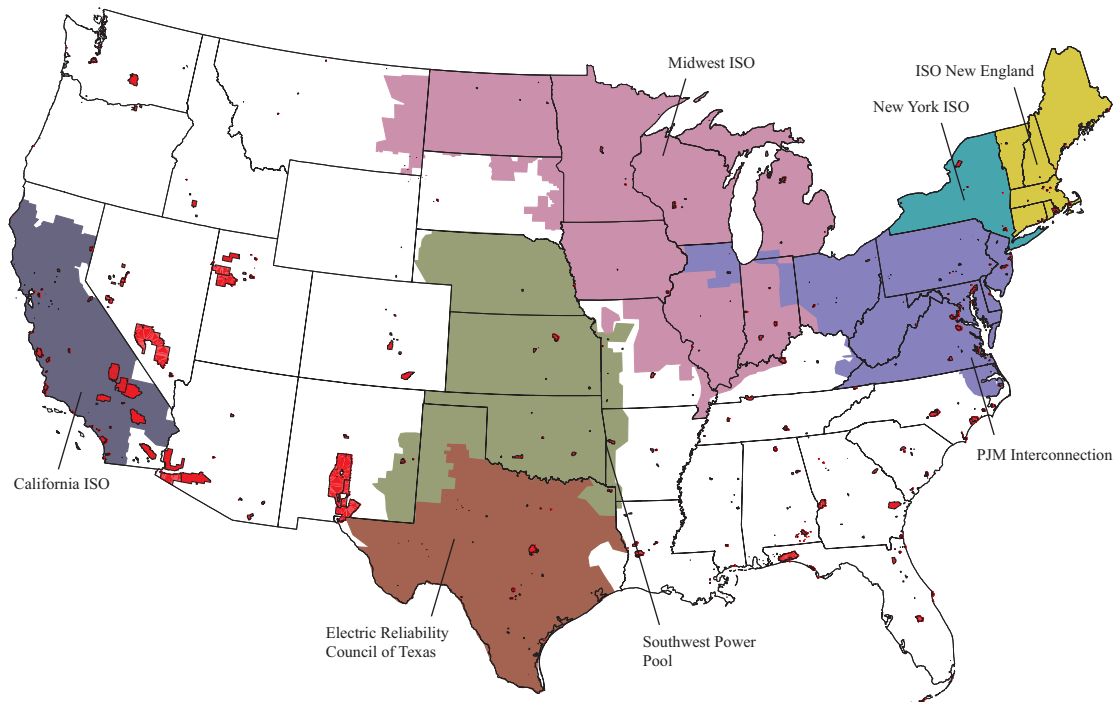 Midwest ISO
ISO New England
New York ISO
PJM Interconnection
California ISO
Electric Reliability
Council of Texas
Southwest Power
Pool